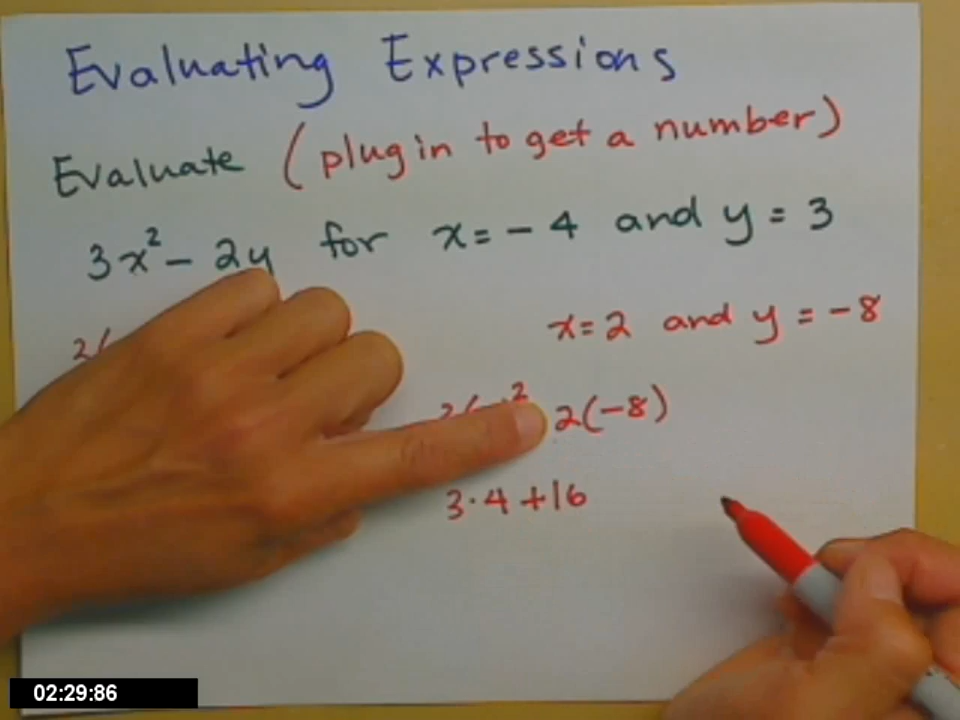 Evaluating Expressions
Evaluate (plug in to get a number)
3x² - 2y for x = -4 and y = 3
x = 2 and y = -8
2(-8)
3·4 + 16
02:29:86